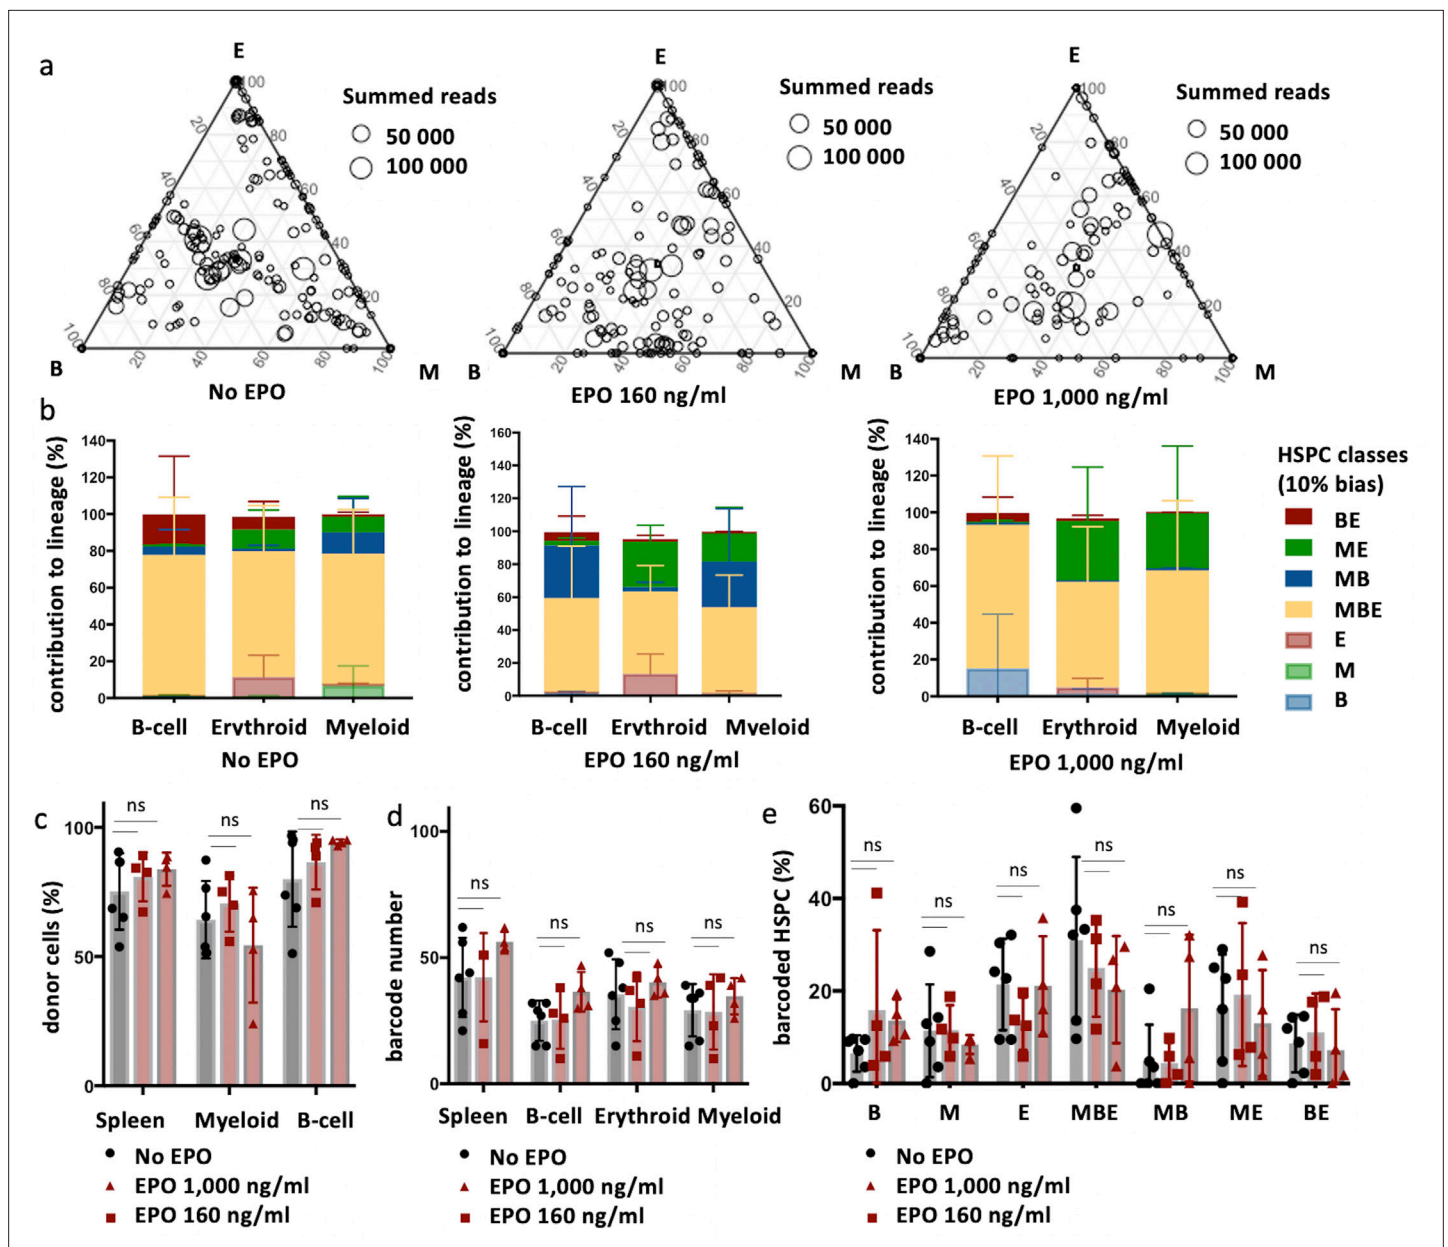 a
E
100
20
80
40
60
60
40
80
20
100
20
40
60
80
100
B
M
No EPO
Summed reads
50 000
100 000
E
100
20
80
40
60
60
40
80
20
100
20
40
60
80
100
B
M
EPO 160 ng/ml
Summed reads
50 000
100 000
E
100
20
80
40
60
60
40
80
20
100
20
40
60
80
100
B
M
EPO 1,000 ng/ml
Summed reads
50 000
100 000
b
contribution to lineage (%)
140
120
100
80
60
40
20
0
B-cell Erythroid Myeloid
No EPO
contribution to lineage (%)
160
140
120
100
80
60
40
20
0
B-cell Erythroid Myeloid
EPO 160 ng/ml
contribution to lineage (%)
140
120
100
80
60
40
20
0
B-cell Erythroid Myeloid
EPO 1,000 ng/ml
HSPC classes
(10% bias)
BE
ME
MB
MBE
E
M
B
c
donor cells (%)
100
50
0
ns
ns
ns
Spleen Myeloid B-cell
No EPO
EPO 1,000 ng/ml
EPO 160 ng/ml
d
barcode number
100
50
0
ns
ns
ns
ns
Spleen B-cell Erythroid Myeloid
No EPO
EPO 1,000 ng/ml
EPO 160 ng/ml
e
barcoded HSPC (%)
60
40
20
0
ns
ns
ns
ns
ns
ns
ns
B M E MBE MB ME BE
No EPO
EPO 1,000 ng/ml
EPO 160 ng/ml